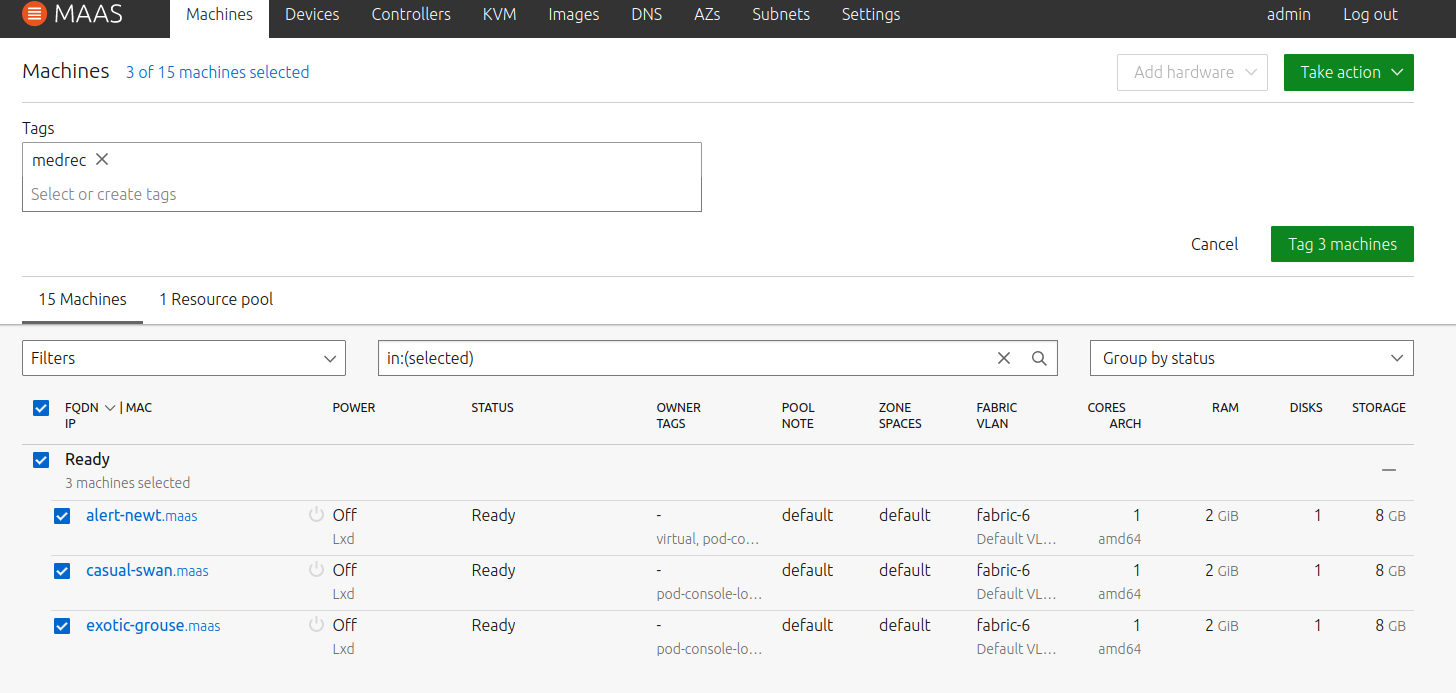 MAAS Machines Devices Controllers KVM Images DNS AZs Subnets Settings admin Log out
Machines 3 of 15 machines selected Add hardware Take action
Tags
medrec
Select or create tags
Cancel Tag 3 machines
15 Machines 1 Resource pool
Filters in:(selected) Group by status
FQDN | MAC POWER STATUS OWNER POOL ZONE FABRIC CORES RAM DISKS STORAGE
IP TAGS NOTE SPACES VLAN ARCH
Ready
3 machines selected
alert-newt.maas Off Ready - default default fabric-6 1 2 GiB 1 8 GB
Lxd virtual, pod-co… Default VL… amd64
casual-swan.maas Off Ready - default default fabric-6 1 2 GiB 1 8 GB
Lxd pod-console-lo… Default VL… amd64
exotic-grouse.maas Off Ready - default default fabric-6 1 2 GiB 1 8 GB
Lxd pod-console-lo… Default VL… amd64